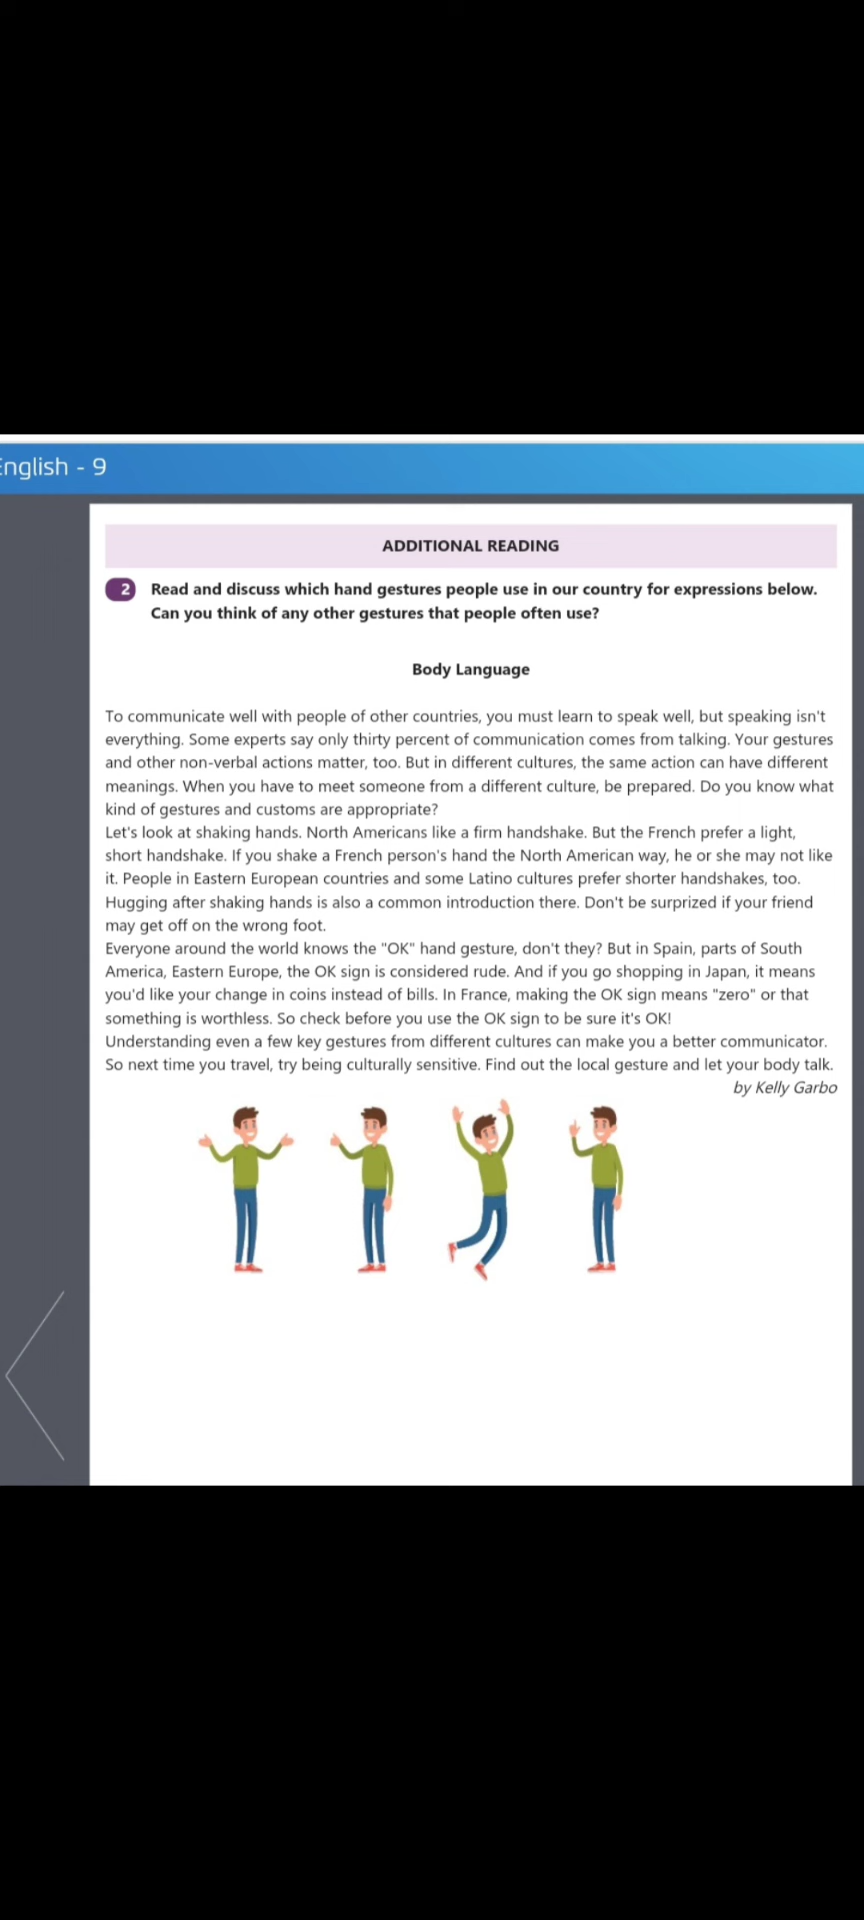 English - 9
ADDITIONAL READING
2 Read and discuss which hand gestures people use in our country for expressions below.
Can you think of any other gestures that people often use?
Body Language
To communicate well with people of other countries, you must learn to speak well, but speaking isn't
everything. Some experts say only thirty percent of communication comes from talking. Your gestures
and other non-verbal actions matter, too. But in different cultures, the same action can have different
meanings. When you have to meet someone from a different culture, be prepared. Do you know what
kind of gestures and customs are appropriate?
Let's look at shaking hands. North Americans like a firm handshake. But the French prefer a light,
short handshake. If you shake a French person's hand the North American way, he or she may not like
it. People in Eastern European countries and some Latino cultures prefer shorter handshakes, too.
Hugging after shaking hands is also a common introduction there. Don't be surprized if your friend
may get off on the wrong foot.
Everyone around the world knows the "OK" hand gesture, don't they? But in Spain, parts of South
America, Eastern Europe, the OK sign is considered rude. And if you go shopping in Japan, it means
you'd like your change in coins instead of bills. In France, making the OK sign means "zero" or that
something is worthless. So check before you use the OK sign to be sure it's OK!
Understanding even a few key gestures from different cultures can make you a better communicator.
So next time you travel, try being culturally sensitive. Find out the local gesture and let your body talk.
by Kelly Garbo